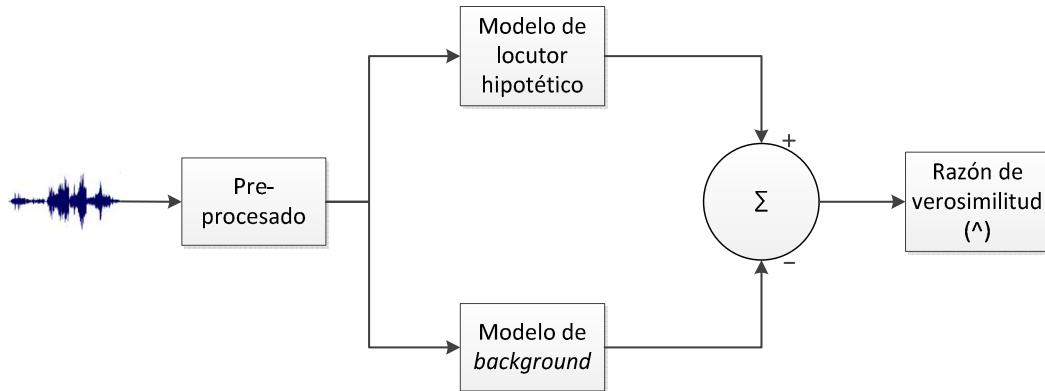 Modelo de
locutor
hipotético
Pre-
procesado
+
Σ
−
Razón de
verosimilitud
(^)
Modelo de
background